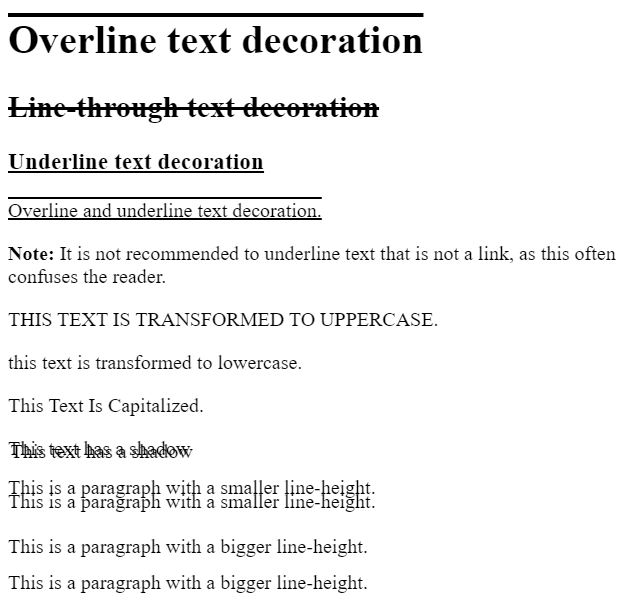 Overline text decoration
Line-through text decoration
Underline text decoration
Overline and underline text decoration.
Note: It is not recommended to underline text that is not a link, as this often
confuses the reader.
THIS TEXT IS TRANSFORMED TO UPPERCASE.
this text is transformed to lowercase.
This Text Is Capitalized.
This text has a shadow
This is a paragraph with a smaller line-height.
This is a paragraph with a smaller line-height.
This is a paragraph with a bigger line-height.
This is a paragraph with a bigger line-height.